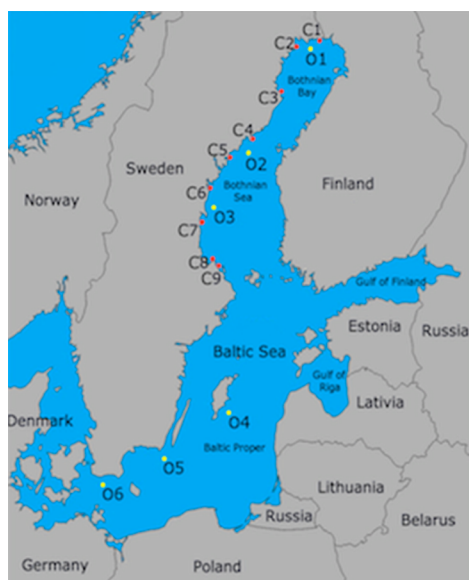 C1
C2
O1
Bothnian
Bay
C3
C4
C5
O2
Sweden
Bothnian
Sea
Finland
C6
Norway
O3
C7
C8
C9
Gulf of Finland
Estonia
Russia
Baltic Sea
Gulf of
Riga
Latvia
Denmark
O4
Baltic Proper
O5
Lithuania
O6
Russia
Belarus
Germany
Poland